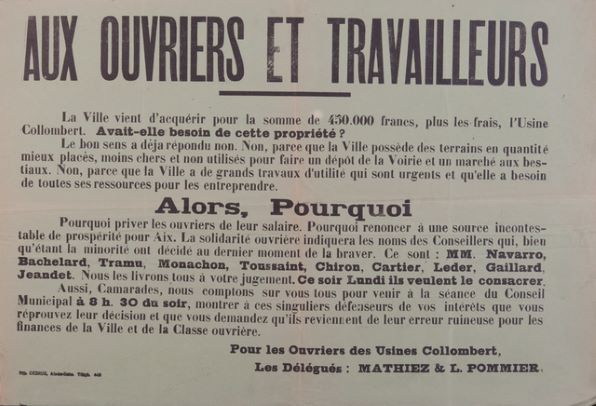 AUX OUVRIERS ET TRAVAILLEURS
La Ville vient d'acquérir pour la somme de 450.000 francs, plus les frais, l'Usine
Collombert. Avait-elle besoin de cette propriété ?
Le bon sens a déja répondu non. Non, parce que la Ville possède des terrains en quantité
mieux placés, moins chers et non utilisés pour faire un dépôt de la Voirie et un marché aux bes-
tiaux. Non, parce que la Ville a de grands travaux d'utilité qui sont urgents et qu'elle a besoin
de toutes ses ressources pour les entreprendre.
Alors, Pourquoi
Pourquoi priver les ouvriers de leur salaire. Pourquoi renoncer à une source incontes-
table de prospérité pour Aix. La solidarité ouvrière indiquera les noms des Conseillers qui, bien
qu'étant la minorité ont décidé au dernier moment de la braver. Ce sont : MM. Navarro,
Bachelard, Tramu, Monachon, Toussaint, Chiron, Cartier, Leder, Gaillard,
Jeandet. Nous les livrons tous à votre jugement. Ce soir Lundi ils veulent le consacrer.
Aussi, Camarades, nous comptons sur vous tous pour venir à la séance du Conseil
Municipal à 8 h. 30 du soir, montrer à ces singuliers défenseurs de vos intérêts que vous
réprouvez leur décision et que vous demandez qu'ils reviennent de leur erreur ruineuse pour les
finances de la Ville et de la Classe ouvrière.
Pour les Ouvriers des Usines Collombert,
Les Délégués : MATHIEZ & L. POMMIER.